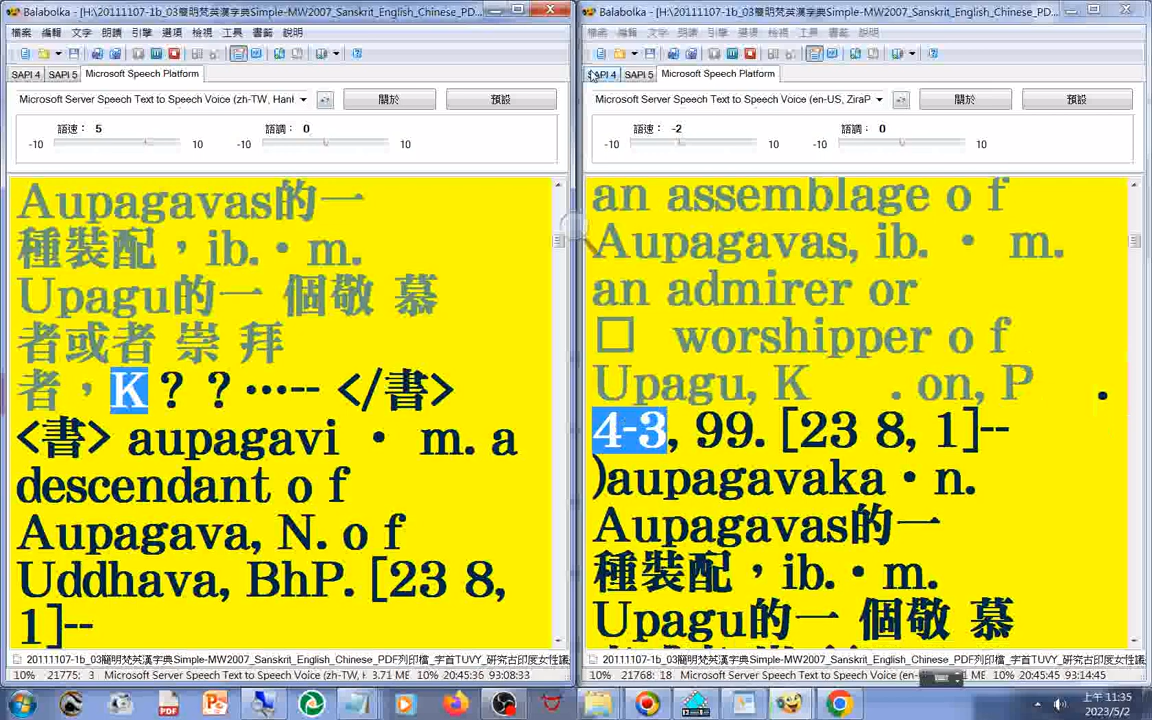 Balabolka - [H:\20111107-1b_03簡明梵英漢字典Simple-MW2007_Sanskrit_English_Chinese_PD...
檔案 編輯 文字 朗讀 引擎 選項 檢視 工具 書籤 說明
SAPI 4 SAPI 5 Microsoft Speech Platform
Microsoft Server Speech Text to Speech Voice (zh-TW, Hanl
關於
預設
語速： 5
語調： 0
-10 10 -10 10
Aupagavas的一
種裝配，ib.・m.
Upagu的一 個敬 慕
者或者 崇 拜
者，K？？…-- </書>
<書> aupagavi ・ m. a
descendant o f
Aupagava, N. o f
Uddhava, BhP. [23 8,
1]--
20111107-1b_03簡明梵英漢字典Simple-MW2007_Sanskrit_English_Chinese_PDF列印檔_字首TUVY_研究古印度女性議
10% 21775: 3 Microsoft Server Speech Text to Speech Voice (zh-TW, H 3.71 ME 10% 20:45:36 93:08:33
Balabolka - [H:\20111107-1b_03簡明梵英漢字典Simple-MW2007_Sanskrit_English_Chinese_PD...
檔案 編輯 文字 朗讀 引擎 選項 檢視 工具 書籤 說明
SAPI 4 SAPI 5 Microsoft Speech Platform
Microsoft Server Speech Text to Speech Voice (en-US, ZiraP
關於
預設
語速： -2
語調： 0
-10 10 -10 10
an assemblage o f
Aupagavas, ib. ・ m.
an admirer or
□ worshipper o f
Upagu, K . on, P .
4-3, 99. [23 8, 1]--
)aupagavaka・n.
Aupagavas的一
種裝配，ib.・m.
Upagu的一 個敬 慕
20111107-1b_03簡明梵英漢字典Simple-MW2007_Sanskrit_English_Chinese_PDF列印檔_字首TUVY_研究古印度女性議
10% 21768: 18 Microsoft Server Speech Text to Speech Voice 10% 20:45:45 93:14:45
上午 11:35
2023/5/2